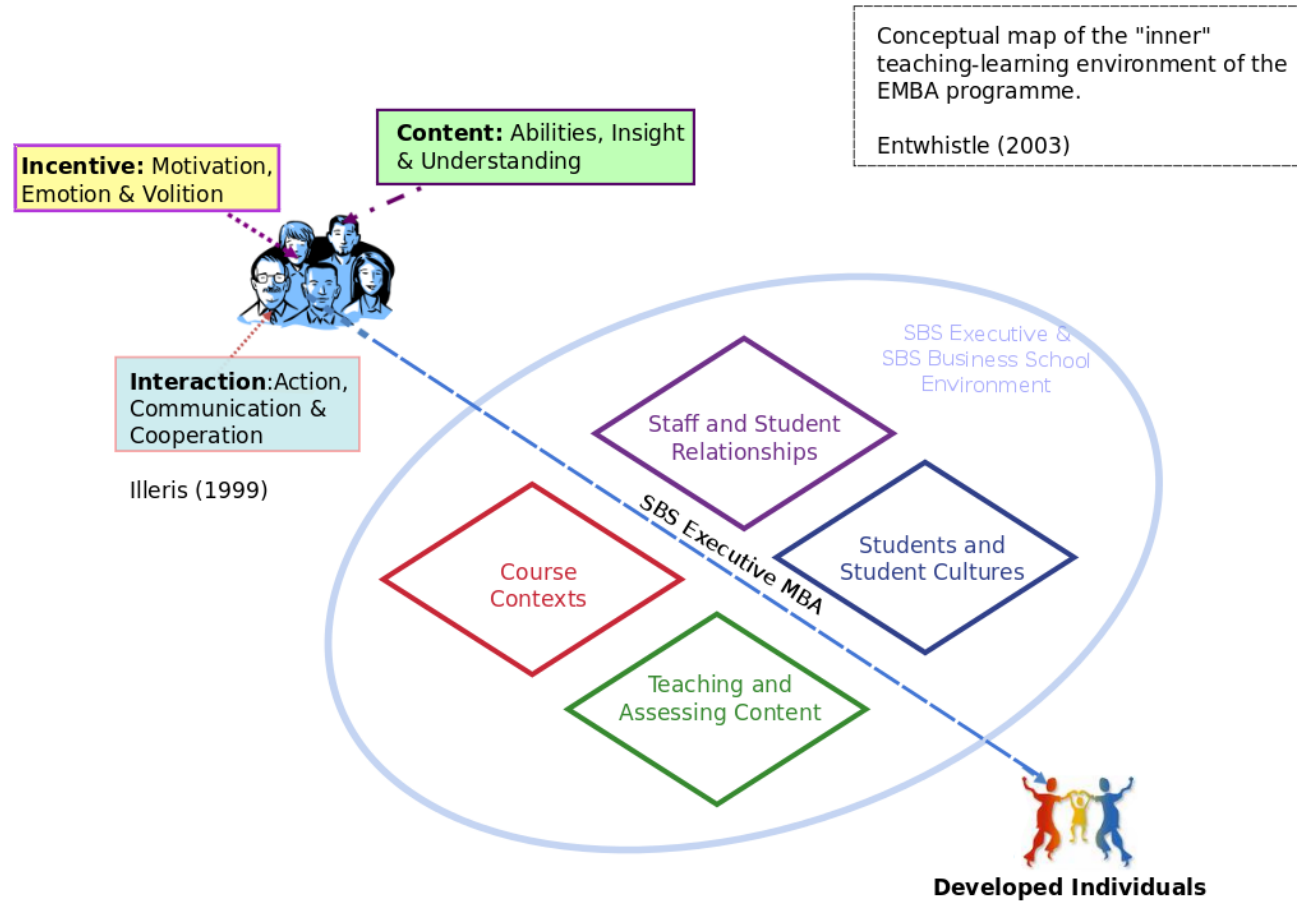 Conceptual map of the "inner"
teaching-learning environment of the
EMBA programme.
Entwhistle (2003)
Content: Abilities, Insight
& Understanding
Incentive: Motivation,
Emotion & Volition
Interaction:Action,
Communication &
Cooperation
Illeris (1999)
SBS Executive &
SBS Business School
Environment
Staff and Student
Relationships
SBS Executive MBA
Students and
Student Cultures
Course
Contexts
Teaching and
Assessing Content
Developed Individuals